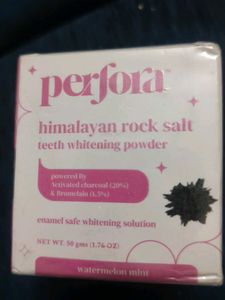 perfora™
himalayan rock salt
teeth whitening powder
powered by
Activated charcoal (20%)
& Bromelain (1.5%)
enamel safe whitening solution
NET WT. 50 gms (1.76 OZ)
watermelon mint